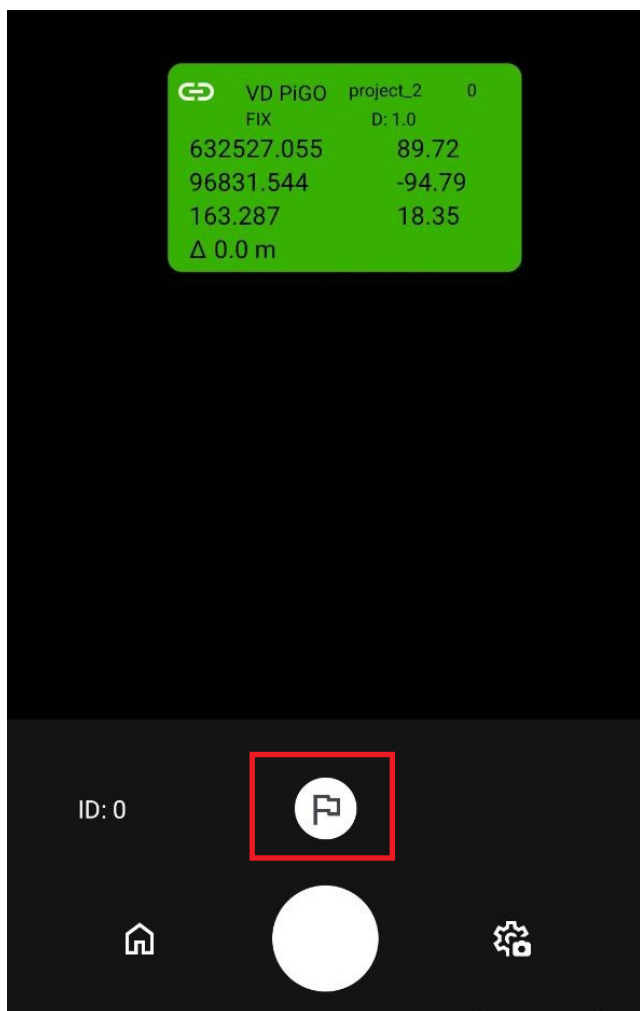 VD PiGO project_2 0
FIX D: 1.0
632527.055 89.72
96831.544 -94.79
163.287 18.35
Δ 0.0 m
ID: 0